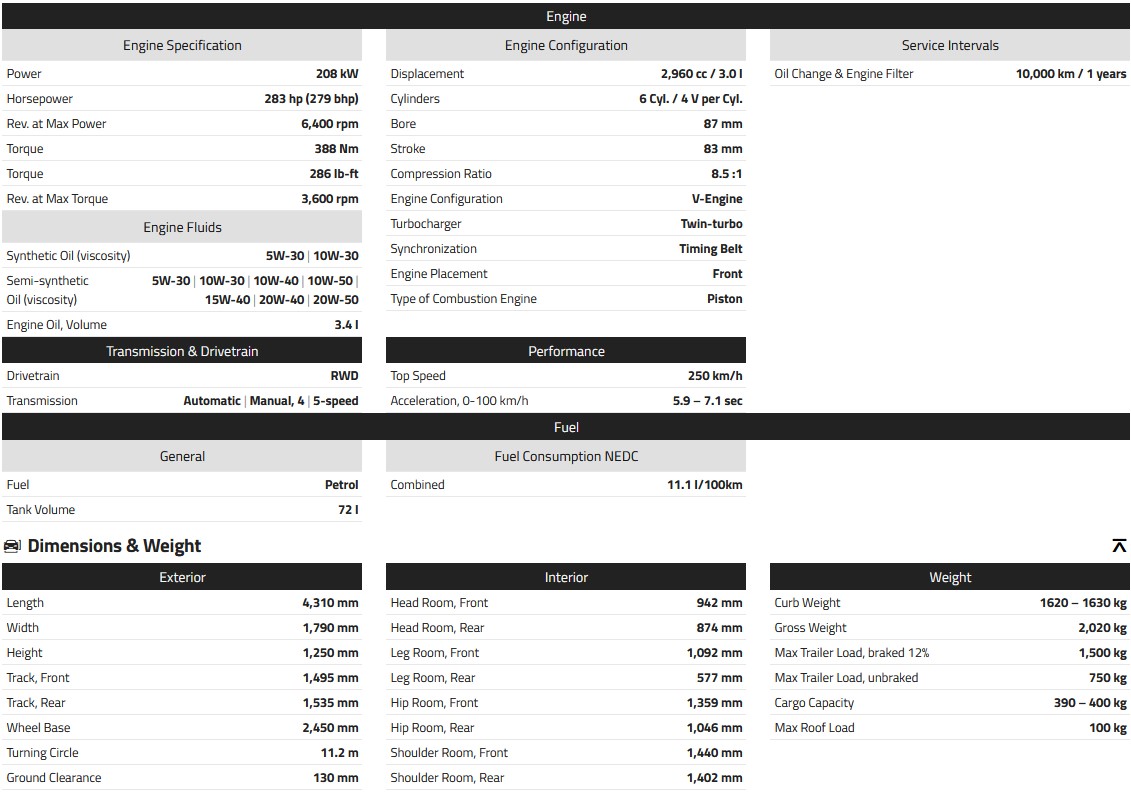 Engine
Engine Specification
Power 208 kW
Horsepower 283 hp (279 bhp)
Rev. at Max Power 6,400 rpm
Torque 388 Nm
Torque 286 lb-ft
Rev. at Max Torque 3,600 rpm
Engine Fluids
Synthetic Oil (viscosity) 5W-30 | 10W-30
Semi-synthetic 5W-30 | 10W-30 | 10W-40 | 10W-50 |
Oil (viscosity) 15W-40 | 20W-40 | 20W-50
Engine Oil, Volume 3.4 l
Engine Configuration
Displacement 2,960 cc / 3.0 l
Cylinders 6 Cyl. / 4 V per Cyl.
Bore 87 mm
Stroke 83 mm
Compression Ratio 8.5 :1
Engine Configuration V-Engine
Turbocharger Twin-turbo
Synchronization Timing Belt
Engine Placement Front
Type of Combustion Engine Piston
Service Intervals
Oil Change & Engine Filter 10,000 km / 1 years
Transmission & Drivetrain
Drivetrain RWD
Transmission Automatic | Manual, 4 | 5-speed
Performance
Top Speed 250 km/h
Acceleration, 0-100 km/h 5.9 – 7.1 sec
Fuel
General
Fuel Petrol
Tank Volume 72 l
Fuel Consumption NEDC
Combined 11.1 l/100km
Dimensions & Weight
Exterior
Length 4,310 mm
Width 1,790 mm
Height 1,250 mm
Track, Front 1,495 mm
Track, Rear 1,535 mm
Wheel Base 2,450 mm
Turning Circle 11.2 m
Ground Clearance 130 mm
Interior
Head Room, Front 942 mm
Head Room, Rear 874 mm
Leg Room, Front 1,092 mm
Leg Room, Rear 577 mm
Hip Room, Front 1,359 mm
Hip Room, Rear 1,046 mm
Shoulder Room, Front 1,440 mm
Shoulder Room, Rear 1,402 mm
Weight
Curb Weight 1620 – 1630 kg
Gross Weight 2,020 kg
Max Trailer Load, braked 12% 1,500 kg
Max Trailer Load, unbraked 750 kg
Cargo Capacity 390 – 400 kg
Max Roof Load 100 kg